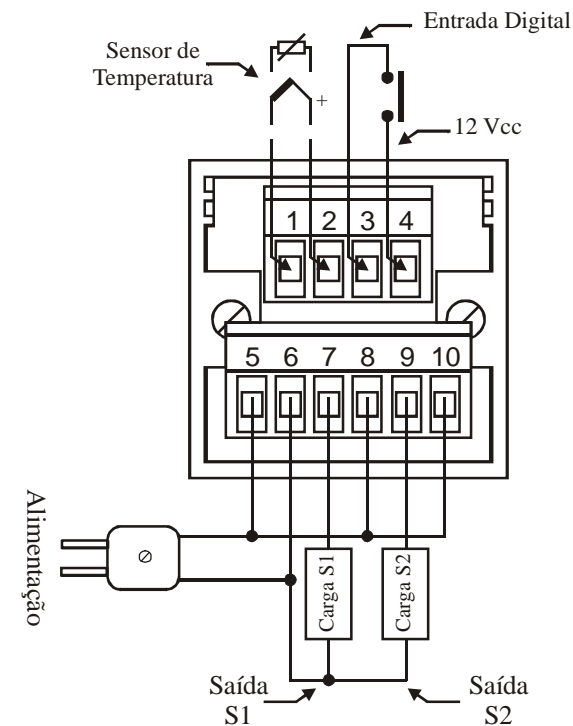 Entrada Digital
Sensor de
Temperatura
+
12 Vcc
1 2 3 4
5 6 7 8 9 10
Alimentação
Carga S1
Carga S2
Saída
S1
Saída
S2